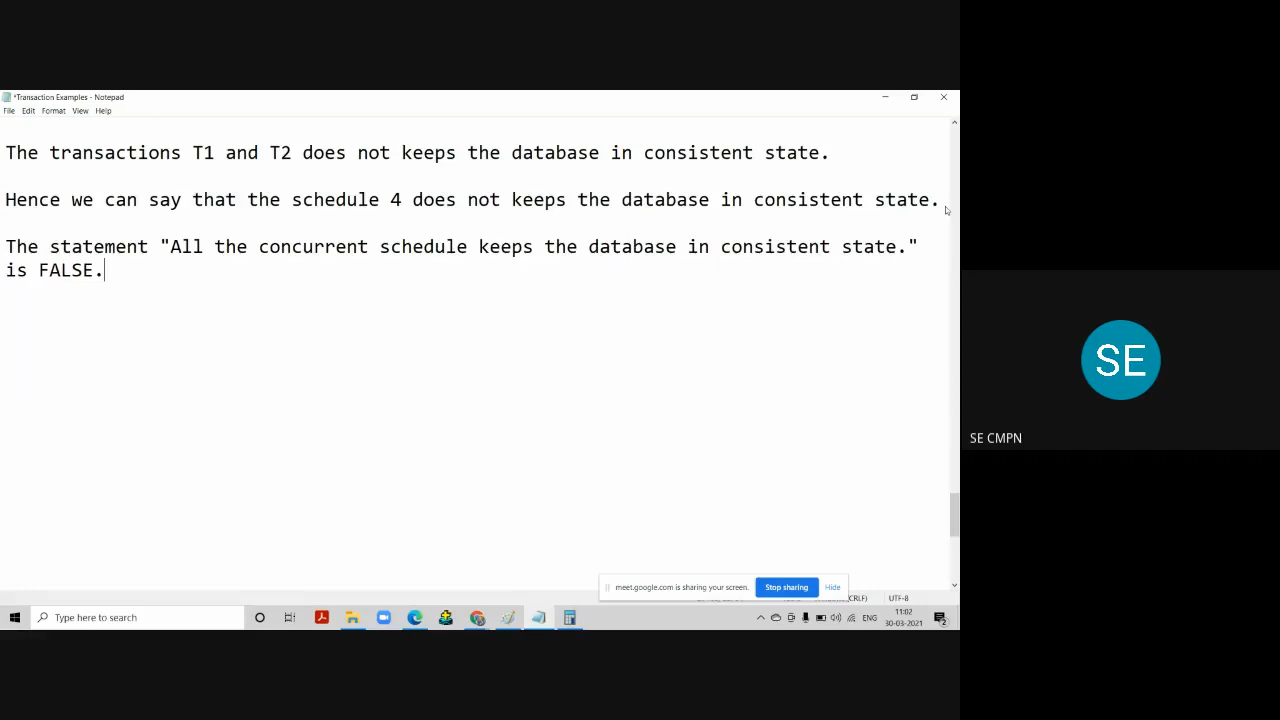 *Transaction Examples - Notepad
File Edit Format View Help
The transactions T1 and T2 does not keeps the database in consistent state.
Hence we can say that the schedule 4 does not keeps the database in consistent state.
The statement "All the concurrent schedule keeps the database in consistent state."
is FALSE.
SE
SE CMPN
meet.google.com is sharing your screen. Stop sharing Hide
(CRLF) UTF-8
Type here to search
ENG
11:02
30-03-2021
2